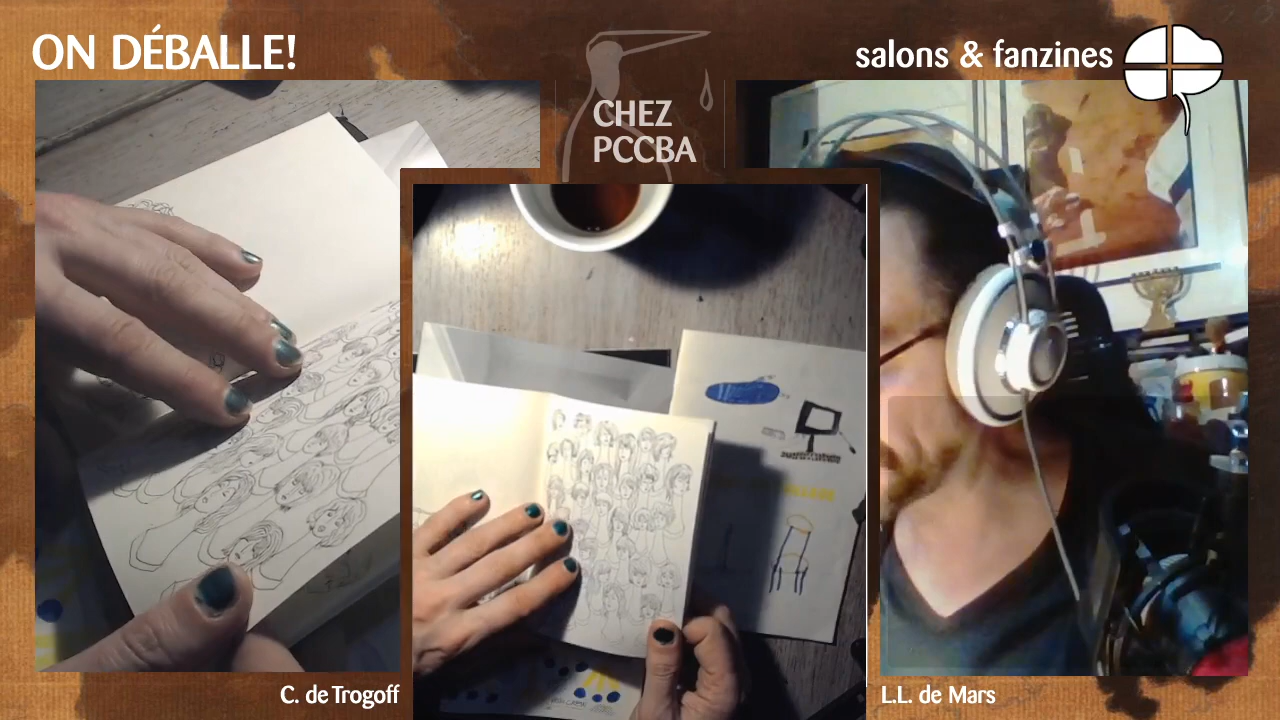 ON DÉBALLE!
salons & fanzines
CHEZ
PCCBA
C. de Trogoff
L.L. de Mars